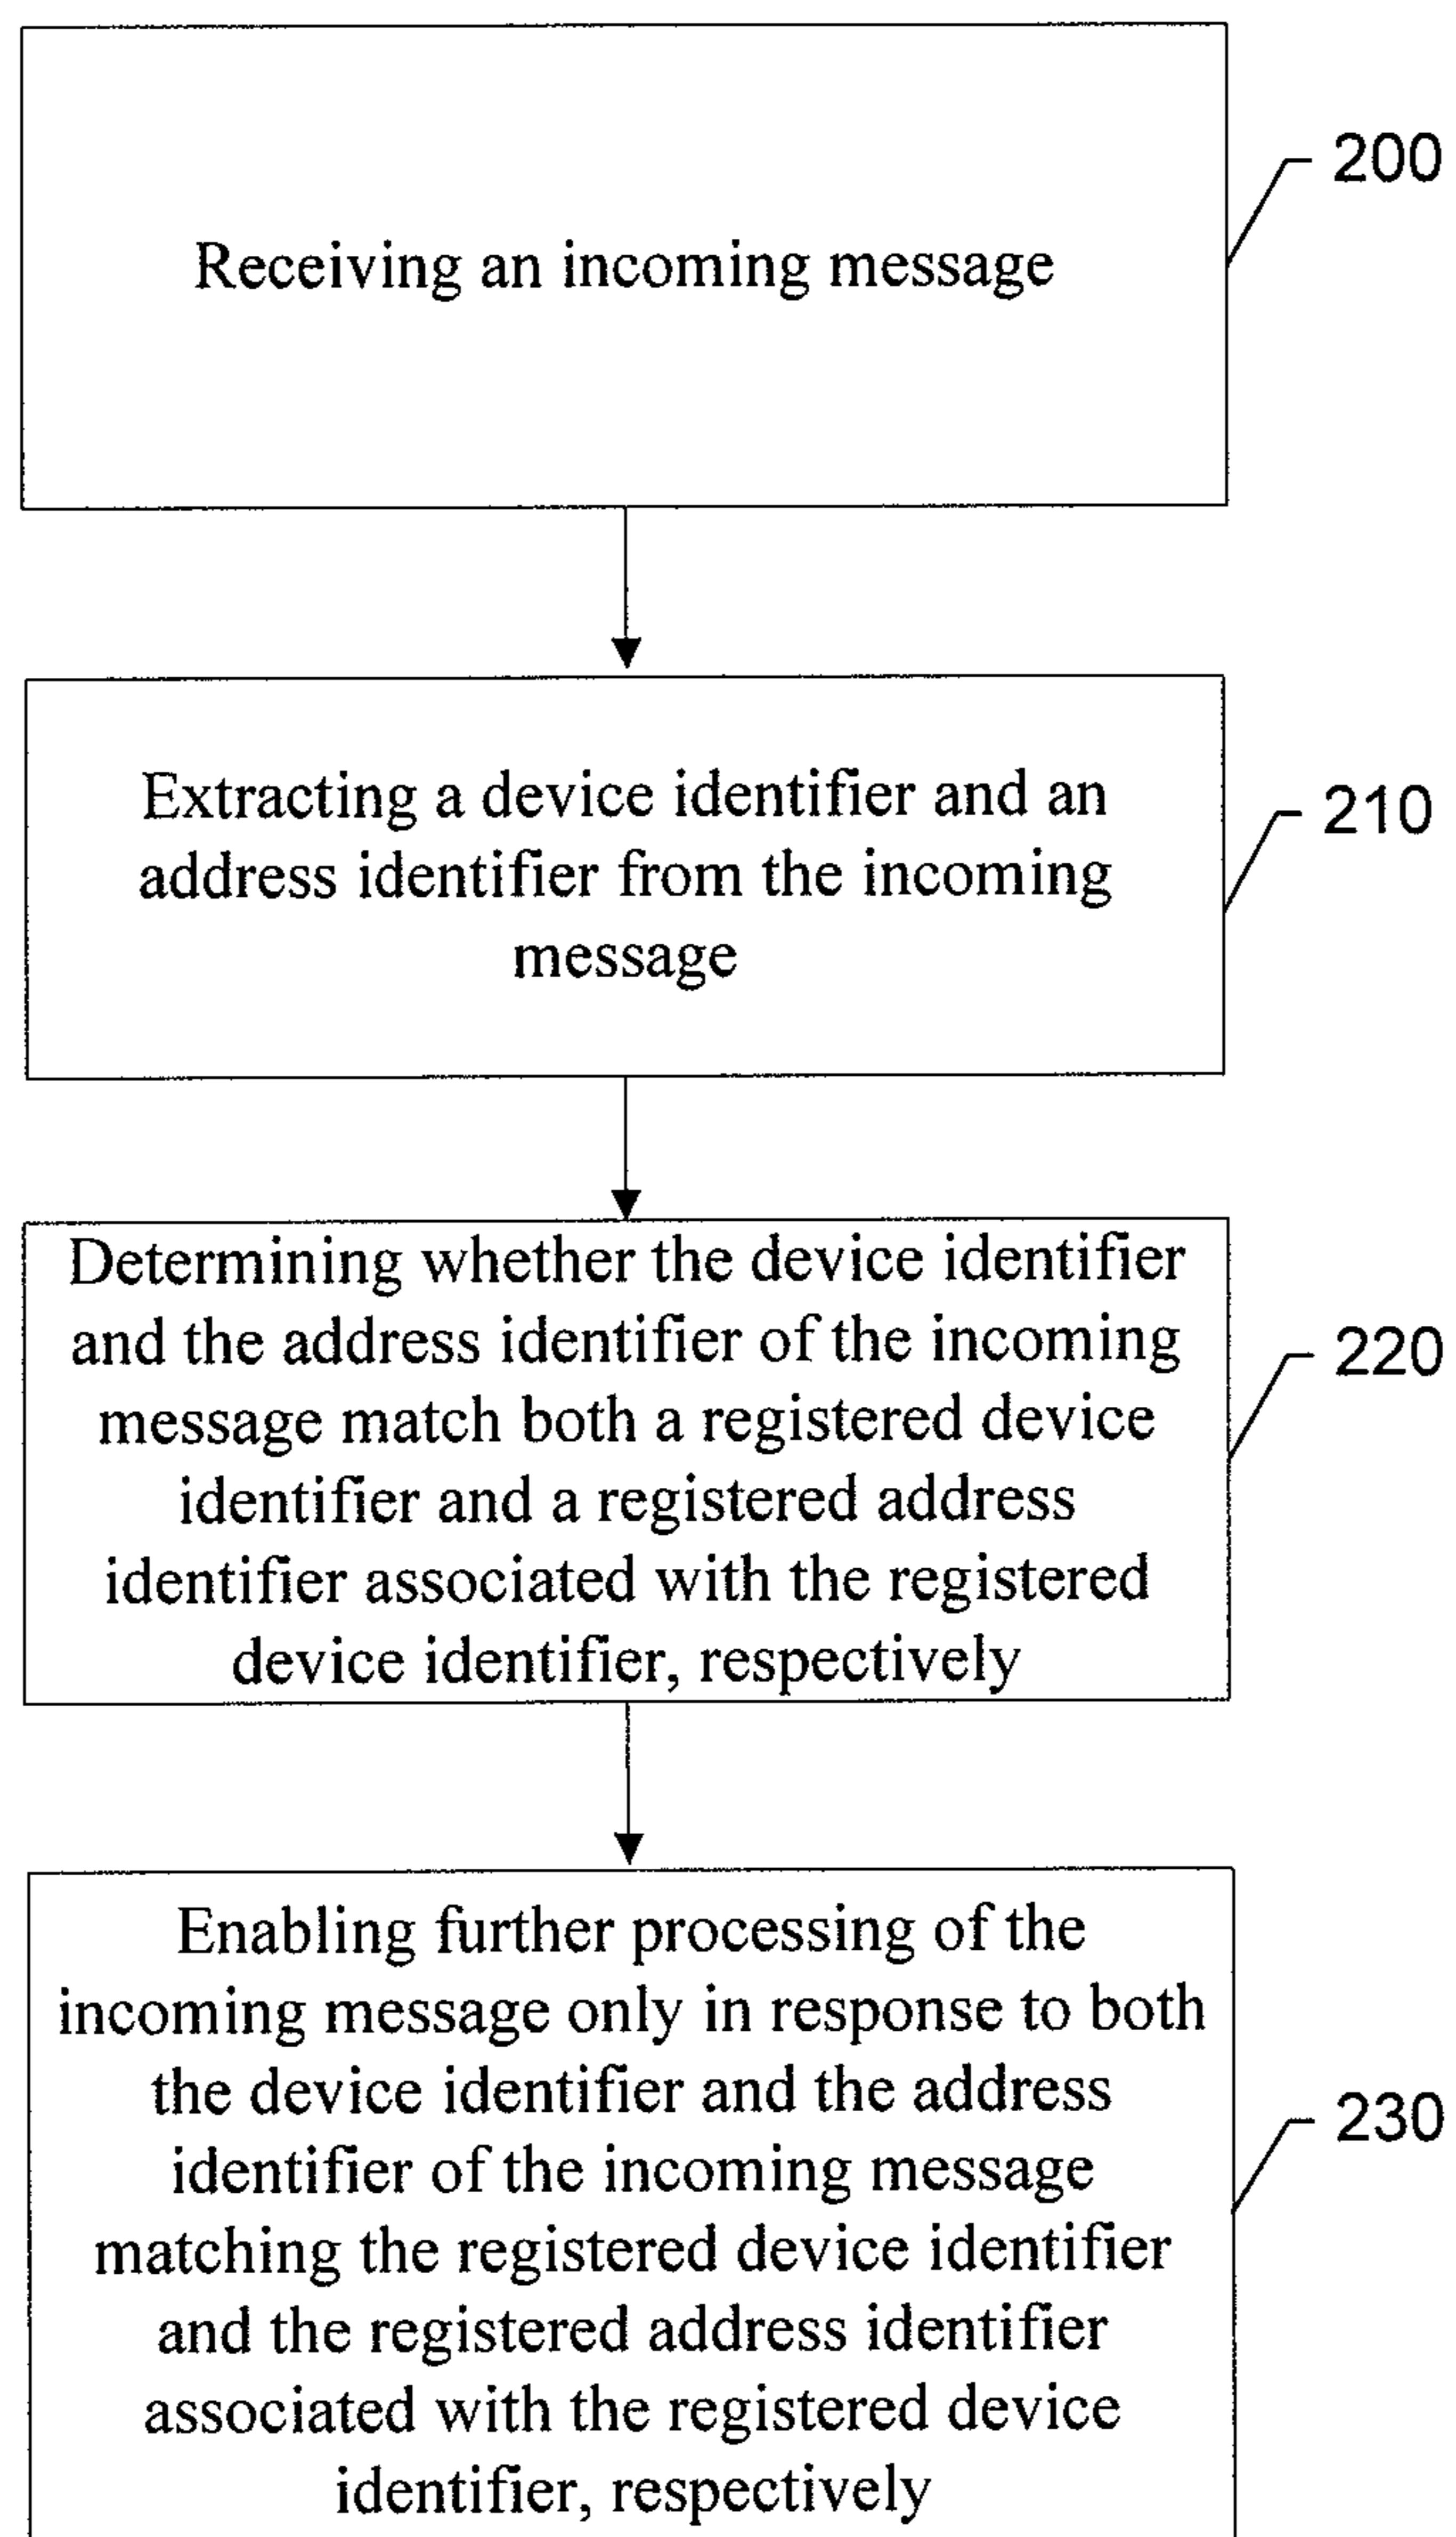 Receiving an incoming message
200
Extracting a device identifier and an
address identifier from the incoming
message
210
Determining whether the device identifier
and the address identifier of the incoming
message match both a registered device
identifier and a registered address
identifier associated with the registered
device identifier, respectively
220
Enabling further processing of the
incoming message only in response to both
the device identifier and the address
identifier of the incoming message
matching the registered device identifier
and the registered address identifier
associated with the registered device
identifier, respectively
230